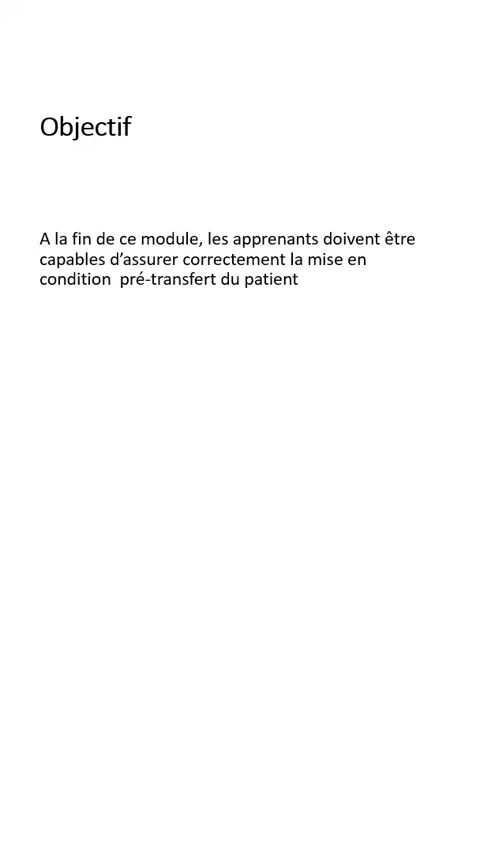 Objectif
A la fin de ce module, les apprenants doivent être
capables d’assurer correctement la mise en
condition  pré-transfert du patient